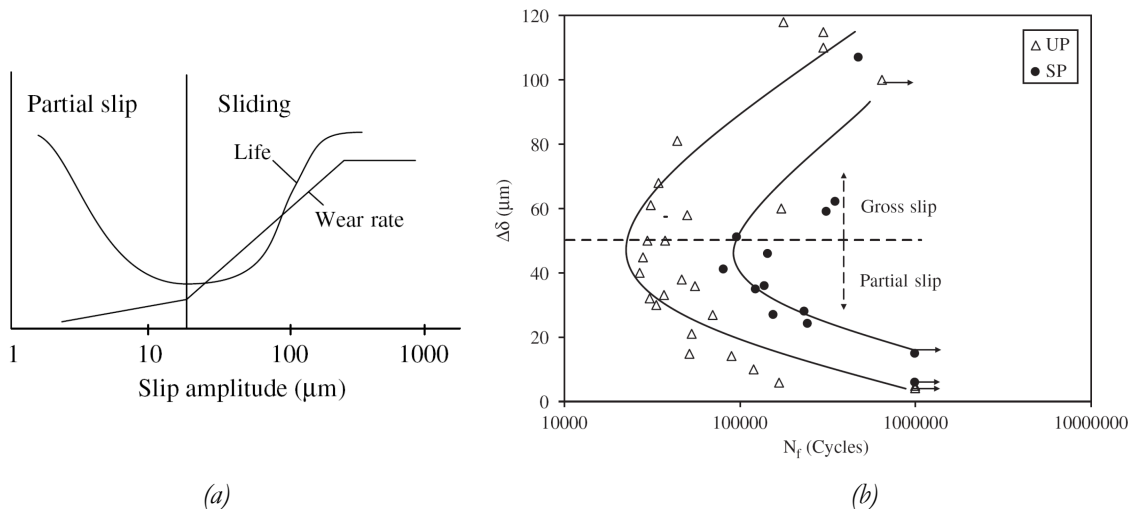 Partial slip
Sliding
Life
Wear rate
1
10
100
1000
Slip amplitude (μm)
(a)
120
100
80
60
40
20
0
Δδ (μm)
UP
SP
Gross slip
Partial slip
10000
100000
1000000
10000000
N_f (Cycles)
(b)